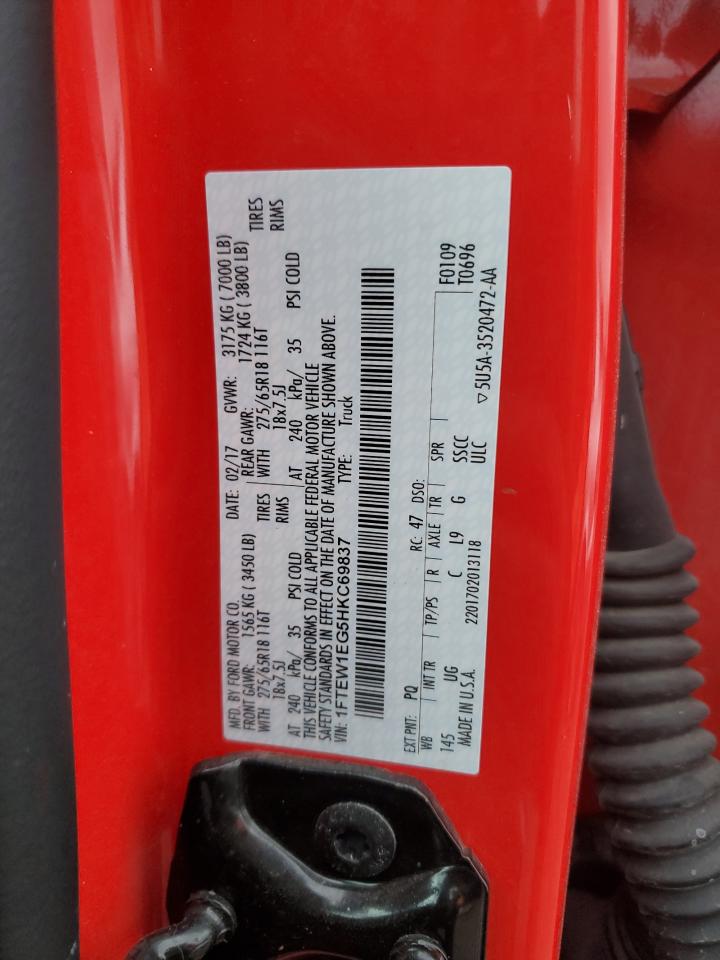 MFD. BY FORD MOTOR CO. DATE: 02/17 GVWR: 3175 KG ( 7000 LB)
FRONT GAWR: 1565 KG ( 3450 LB) REAR GAWR: 1724 KG ( 3800 LB)
WITH 275/65R18 116T TIRES WITH 275/65R18 116T TIRES
18x7.5J RIMS 18x7.5J RIMS
AT 240 kPa/ 35 PSI COLD AT 240 kPa/ 35 PSI COLD
THIS VEHICLE CONFORMS TO ALL APPLICABLE FEDERAL MOTOR VEHICLE
SAFETY STANDARDS IN EFFECT ON THE DATE OF MANUFACTURE SHOWN ABOVE.
VIN: 1FTEW1EG5HKC69837 TYPE: Truck
EXT PNT: PQ RC: 47 DSO: F0109
WB INT TR TP/PS R AXLE TR SPR T0696
145 UG C L9 G SSCC
MADE IN U.S.A. 2201702013118 ULC
▽5U5A-3520472-AA